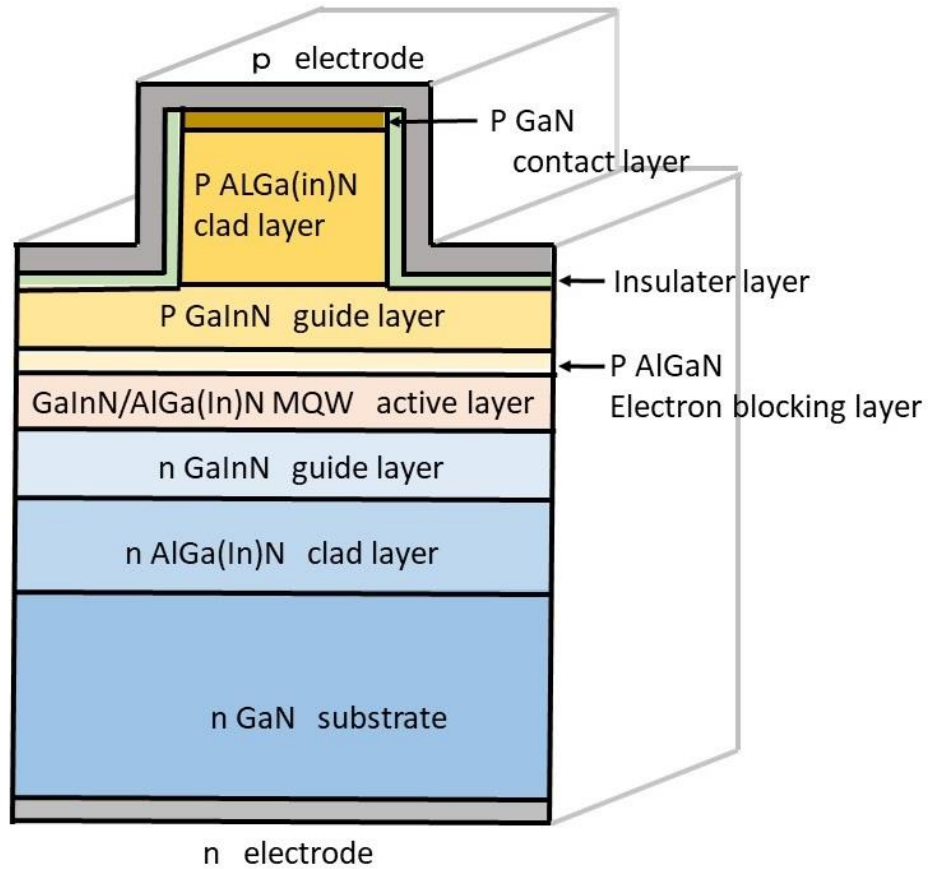 p electrode
P GaN
contact layer
P ALGa(in)N
clad layer
Insulater layer
P GaInN guide layer
P AlGaN
Electron blocking layer
GaInN/AlGa(In)N MQW active layer
n GaInN guide layer
n AlGa(In)N clad layer
n GaN substrate
n electrode